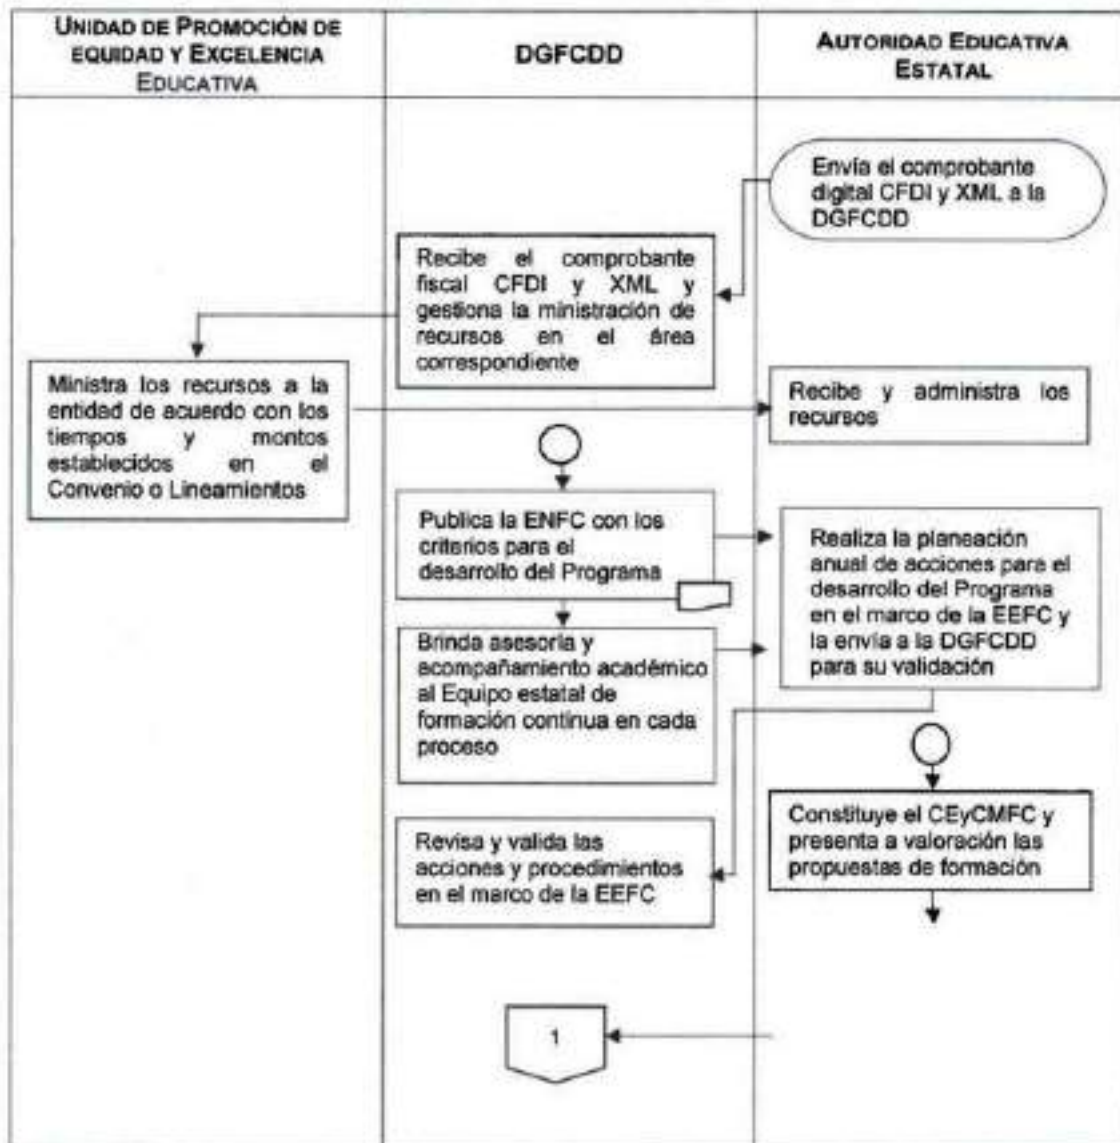 UNIDAD DE PROMOCIÓN DE
EQUIDAD Y EXCELENCIA
EDUCATIVA
DGFCDD
AUTORIDAD EDUCATIVA
ESTATAL
Envía el comprobante
digital CFDI y XML a la
DGFCDD
Recibe el comprobante
fiscal CFDI y XML y
gestiona la ministración de
recursos en el área
correspondiente
Ministra los recursos a la
entidad de acuerdo con los
tiempos y montos
establecidos en el
Convenio o Lineamientos
Recibe y administra los
recursos
Publica la ENFC con los
criterios para el
desarrollo del Programa
Realiza la planeación
anual de acciones para el
desarrollo del Programa
en el marco de la EEFC y
la envía a la DGFCDD
para su validación
Brinda asesoría y
acompañamiento académico
al Equipo estatal de
formación continua en cada
proceso
Constituye el CEyCMFC y
presenta a valoración las
propuestas de formación
Revisa y valida las
acciones y procedimientos
en el marco de la EEFC
1